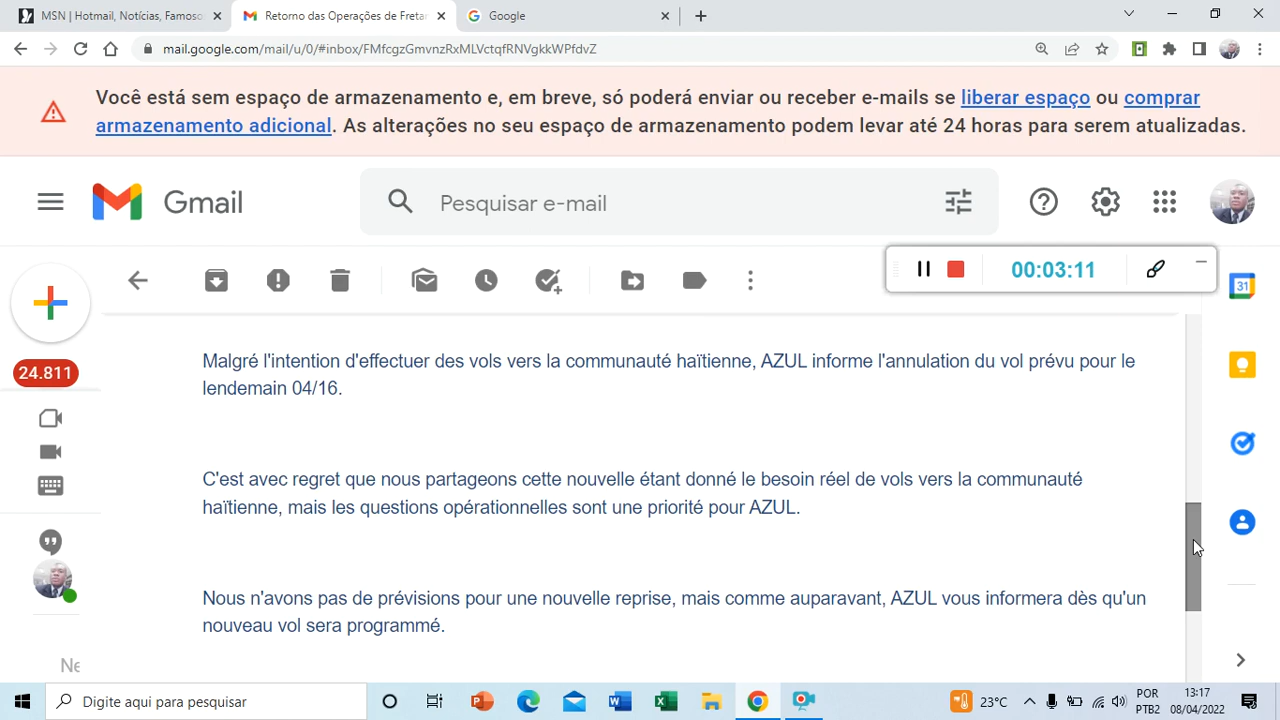 MSN | Hotmail, Notícias, Famoso
Retorno das Operações de Fretar
Google
mail.google.com/mail/u/0/#inbox/FMfcgzGmvnzRxMLVctqfRNVgkkWPfdvZ
Você está sem espaço de armazenamento e, em breve, só poderá enviar ou receber e-mails se liberar espaço ou comprar
armazenamento adicional. As alterações no seu espaço de armazenamento podem levar até 24 horas para serem atualizadas.
Gmail
Pesquisar e-mail
00:03:11
31
24.811
Malgré l'intention d'effectuer des vols vers la communauté haïtienne, AZUL informe l'annulation du vol prévu pour le
lendemain 04/16.
C'est avec regret que nous partageons cette nouvelle étant donné le besoin réel de vols vers la communauté
haïtienne, mais les questions opérationnelles sont une priorité pour AZUL.
Nous n'avons pas de prévisions pour une nouvelle reprise, mais comme auparavant, AZUL vous informera dès qu'un
nouveau vol sera programmé.
Ne
Digite aqui para pesquisar
23°C
POR
PTB2
13:17
08/04/2022